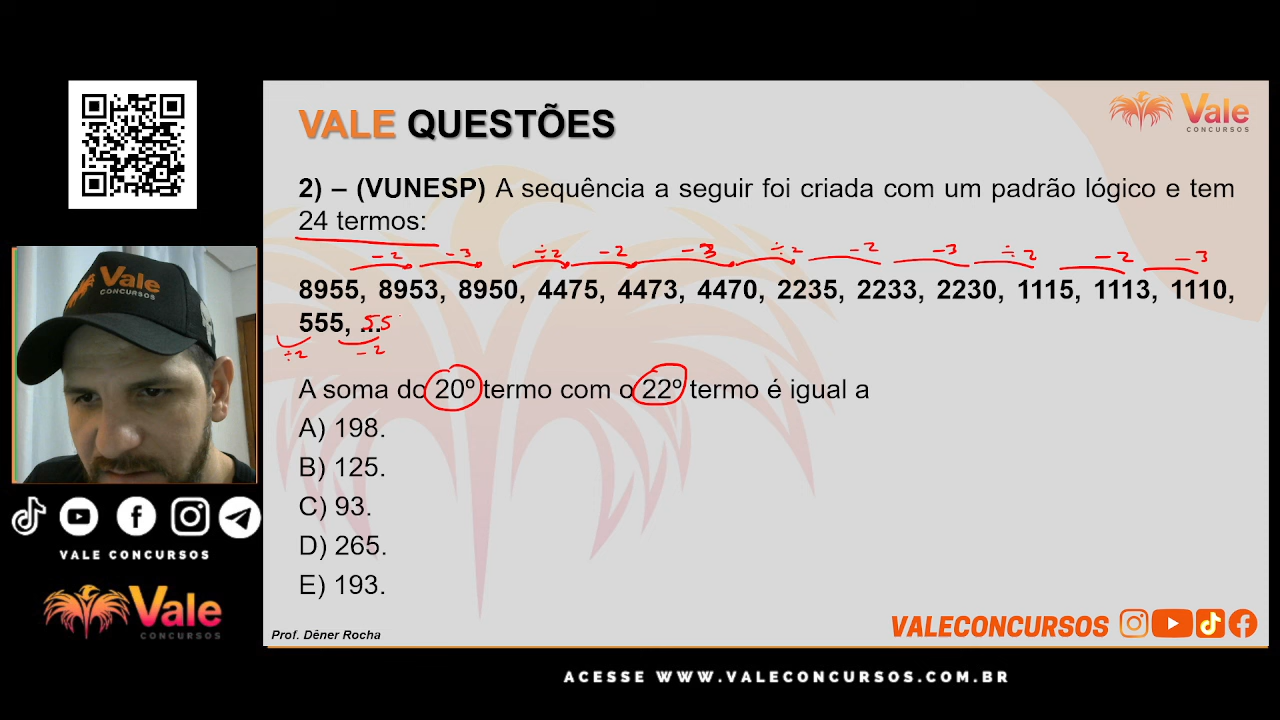 VALE QUESTÕES
Vale
CONCURSOS
2) – (VUNESP) A sequência a seguir foi criada com um padrão lógico e tem
24 termos:
-2 -3 ÷2 -2 -3 ÷2 -2 -3 ÷2 -2 -3
8955, 8953, 8950, 4475, 4473, 4470, 2235, 2233, 2230, 1115, 1113, 1110,
555, ... 55
÷2 -2
A soma do 20º termo com o 22º termo é igual a
A) 198.
B) 125.
C) 93.
D) 265.
E) 193.
Prof. Dêner Rocha
VALECONCURSOS
Vale
CONCURSOS
VALE CONCURSOS
Vale
CONCURSOS
ACESSE WWW.VALECONCURSOS.COM.BR